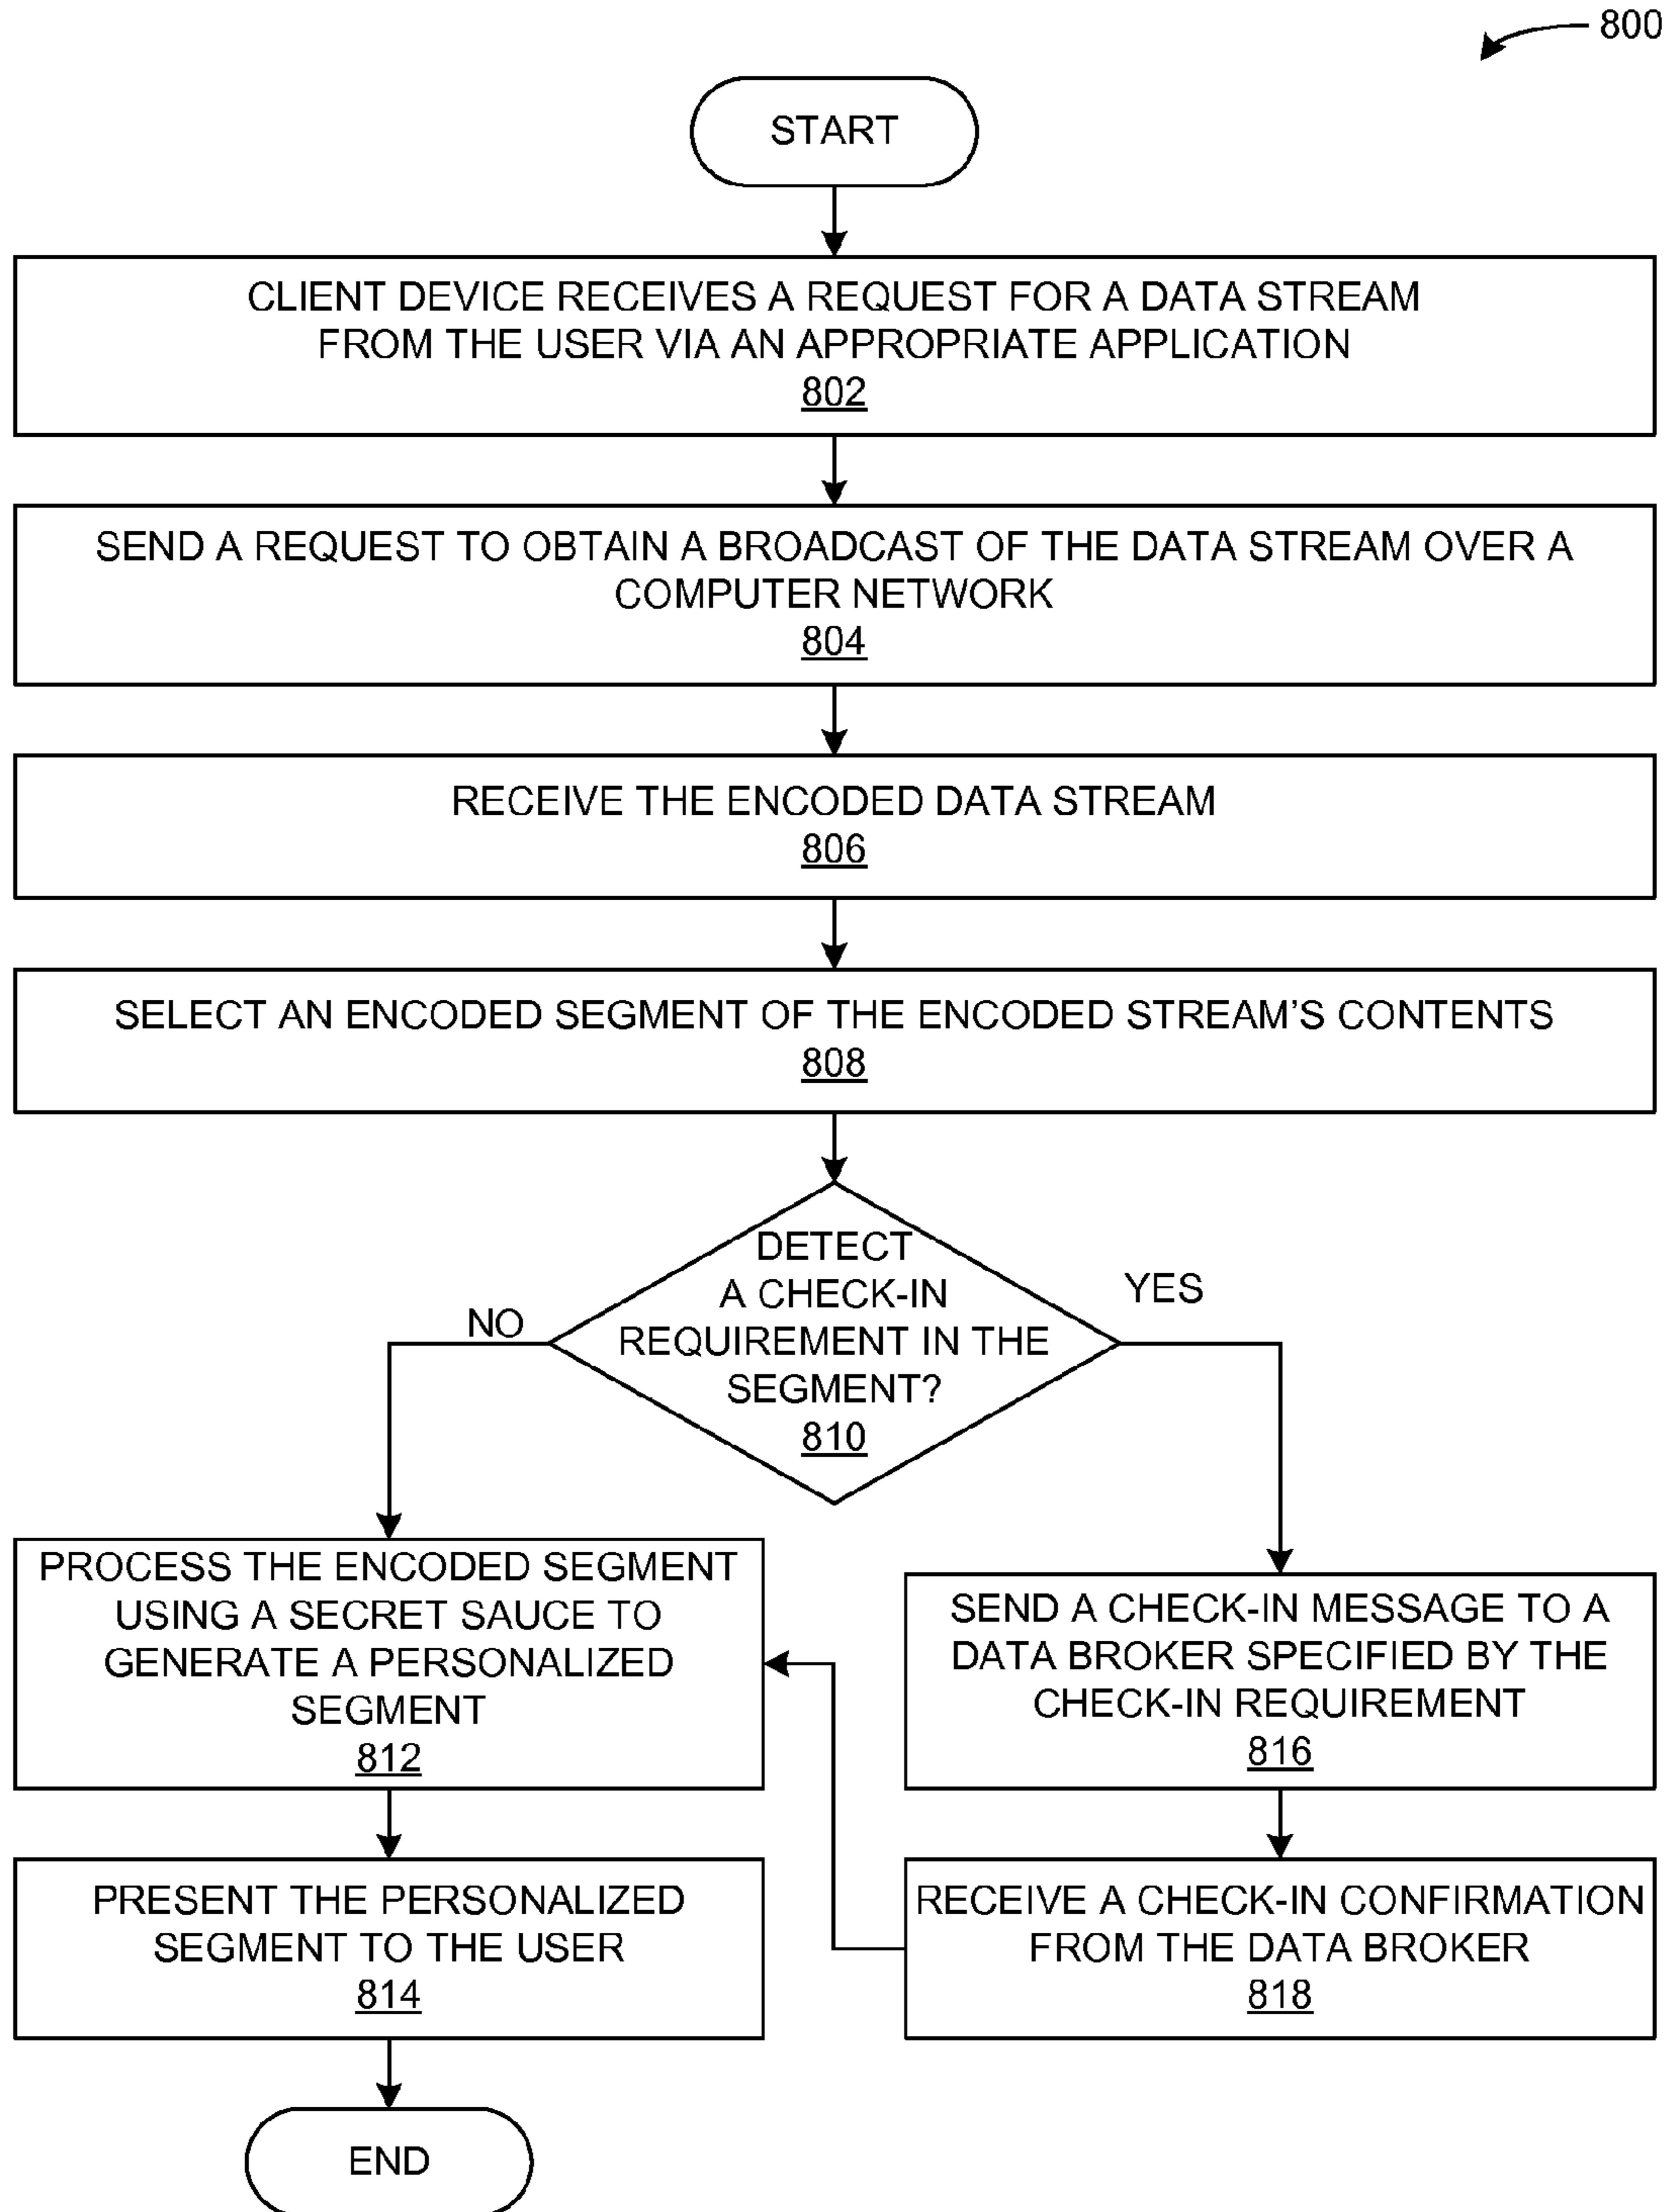 800
START
CLIENT DEVICE RECEIVES A REQUEST FOR A DATA STREAM
FROM THE USER VIA AN APPROPRIATE APPLICATION
802
SEND A REQUEST TO OBTAIN A BROADCAST OF THE DATA STREAM OVER A
COMPUTER NETWORK
804
RECEIVE THE ENCODED DATA STREAM
806
SELECT AN ENCODED SEGMENT OF THE ENCODED STREAM'S CONTENTS
808
DETECT
A CHECK-IN
REQUIREMENT IN THE
SEGMENT?
810
NO
YES
PROCESS THE ENCODED SEGMENT
USING A SECRET SAUCE TO
GENERATE A PERSONALIZED
SEGMENT
812
SEND A CHECK-IN MESSAGE TO A
DATA BROKER SPECIFIED BY THE
CHECK-IN REQUIREMENT
816
PRESENT THE PERSONALIZED
SEGMENT TO THE USER
814
RECEIVE A CHECK-IN CONFIRMATION
FROM THE DATA BROKER
818
END